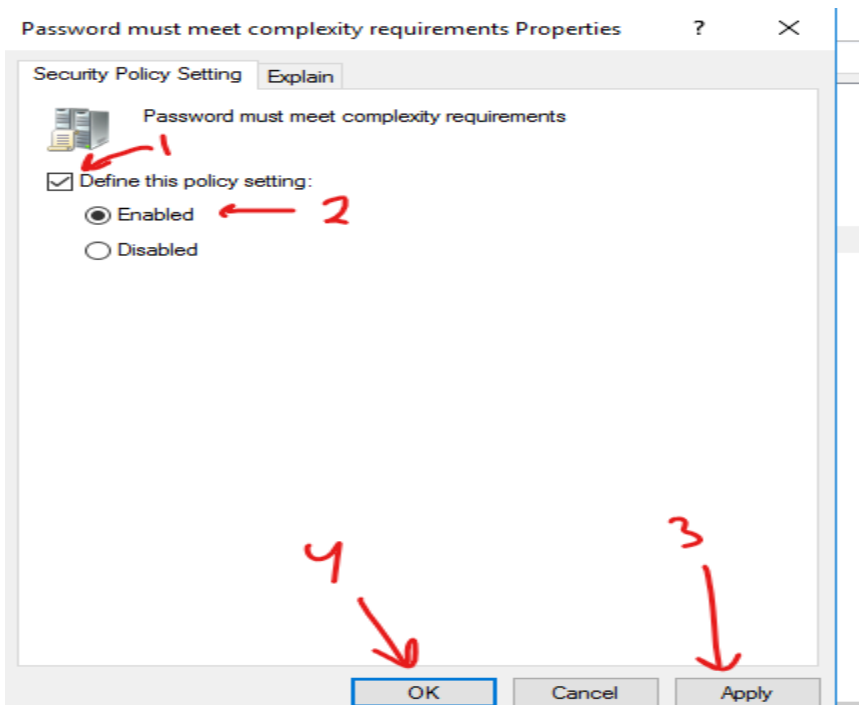 Password must meet complexity requirements Properties ? ×
Security Policy Setting Explain
Password must meet complexity requirements
1
Define this policy setting:
Enabled 2
Disabled
3
4
OK Cancel Apply